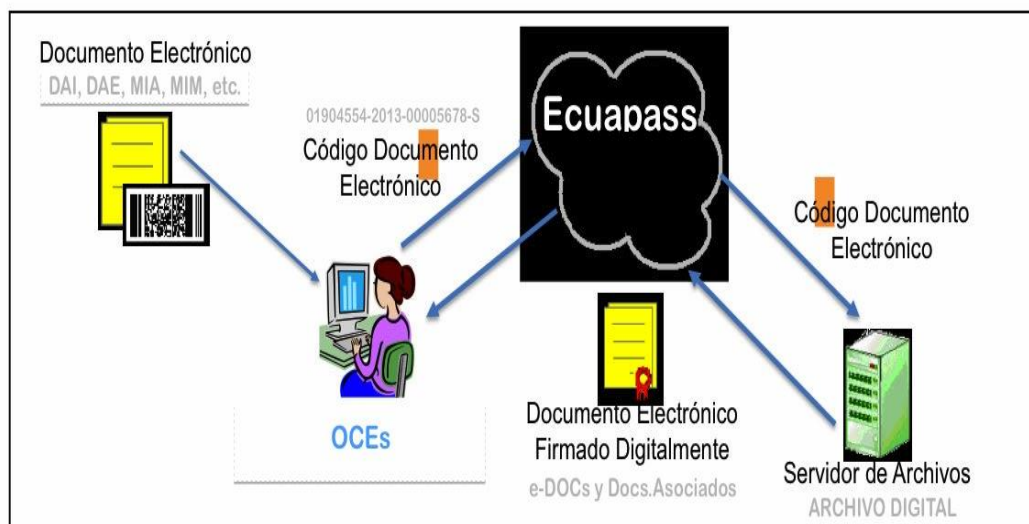 Documento Electrónico
DAI, DAE, MIA, MIM, etc.
01904554-2013-00005678-S
Código Documento
Electrónico
Ecuapass
Código Documento
Electrónico
OCEs
Documento Electrónico
Firmado Digitalmente
e-DOCs y Docs.Asociados
Servidor de Archivos
ARCHIVO DIGITAL